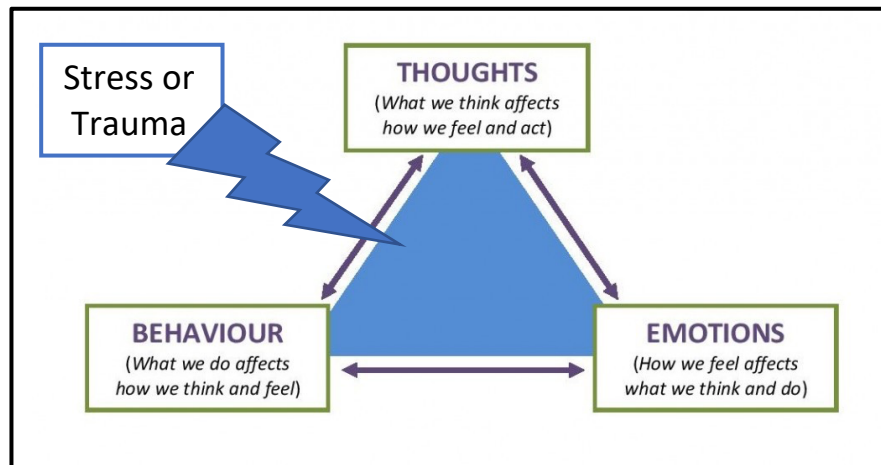 Stress or
Trauma
THOUGHTS
(What we think affects
how we feel and act)
BEHAVIOUR
(What we do affects
how we think and feel)
EMOTIONS
(How we feel affects
what we think and do)